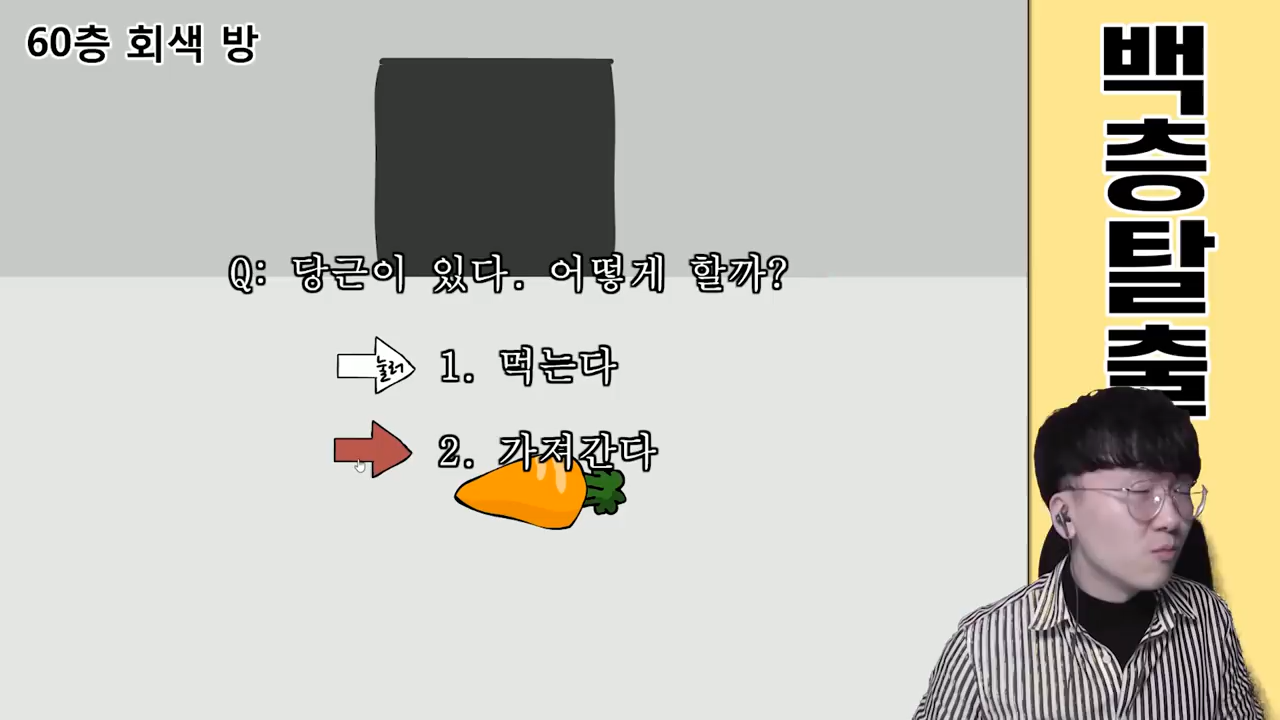 60층 회색 방
Q: 당근이 있다. 어떻게 할까?
눌러 1. 먹는다
2. 가져간다
백층탈출